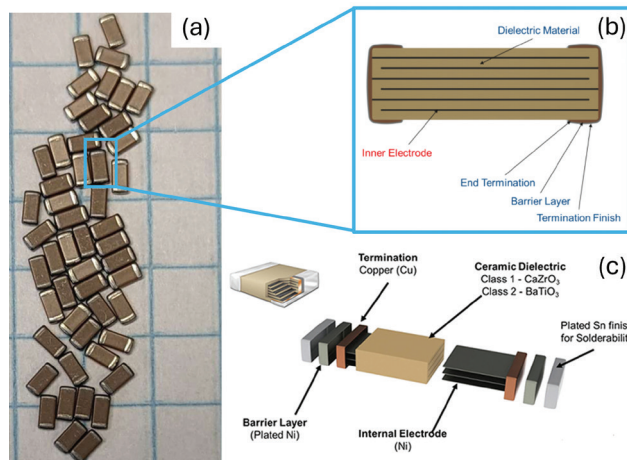 (a)
(b)
Dielectric Material
Inner Electrode
End Termination
Barrier Layer
Termination Finish
(c)
Termination
Copper (Cu)
Ceramic Dielectric
Class 1 - CaZrO₃
Class 2 - BaTiO₃
Plated Sn finis
for Solderability
Barrier Layer
(Plated Ni)
Internal Electrode
(Ni)